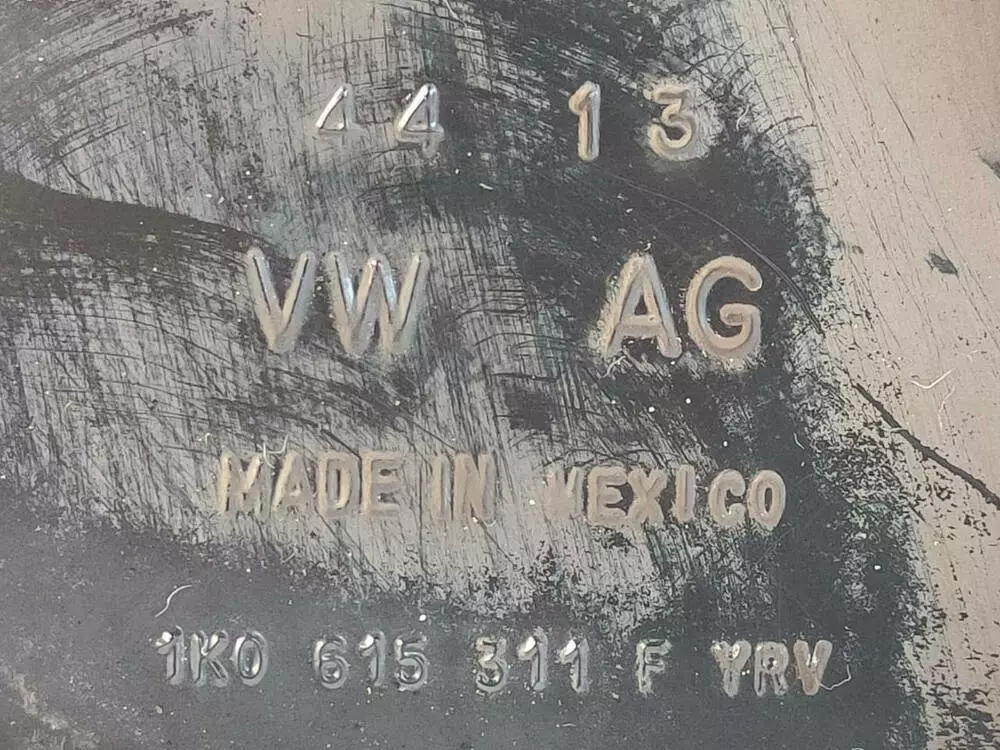 44 13
VW AG
MADE IN MEXICO
1K0 615 311 F YRV